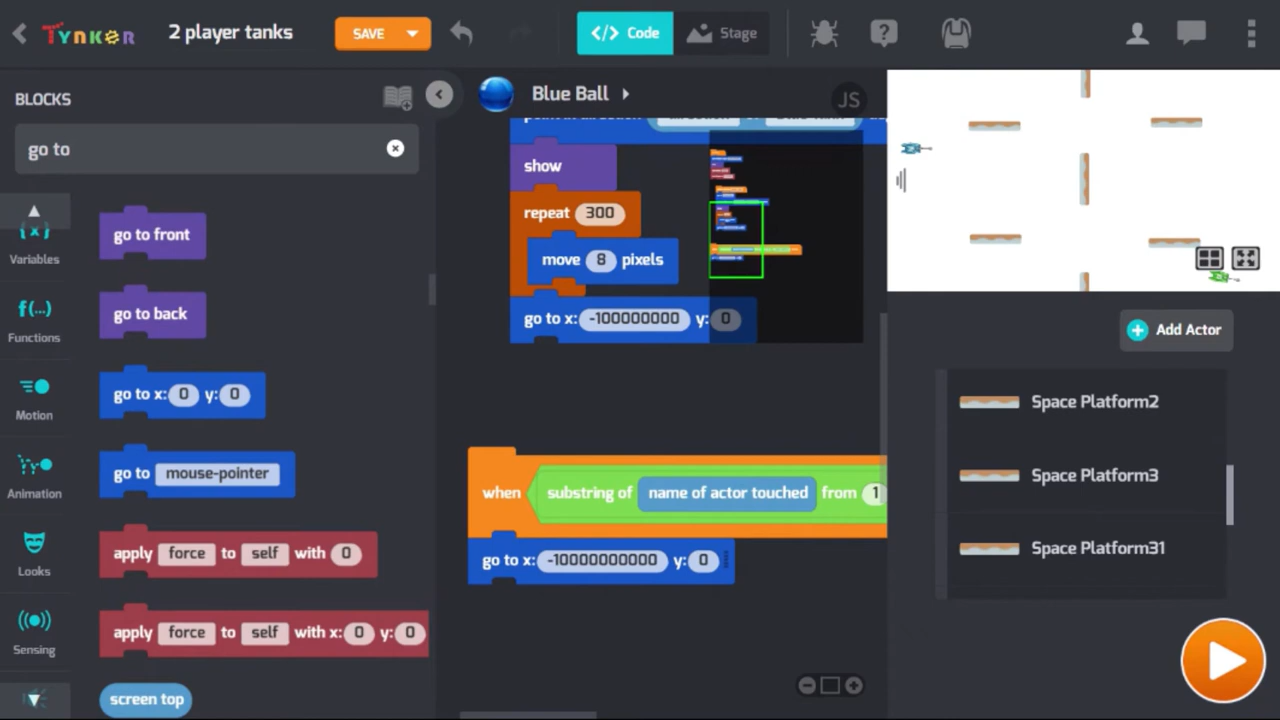 TYNKER 2 player tanks SAVE Code Stage
BLOCKS
go to
Variables
Functions
Motion
Animation
Looks
Sensing
go to front
go to back
go to x: 0 y: 0
go to mouse-pointer
apply force to self with 0
apply force to self with x: 0 y: 0
screen top
Blue Ball JS
show
repeat 300
move 8 pixels
go to x: -100000000 y: 0
when substring of name of actor touched from 1
go to x: -10000000000 y: 0
Add Actor
Space Platform2
Space Platform3
Space Platform31